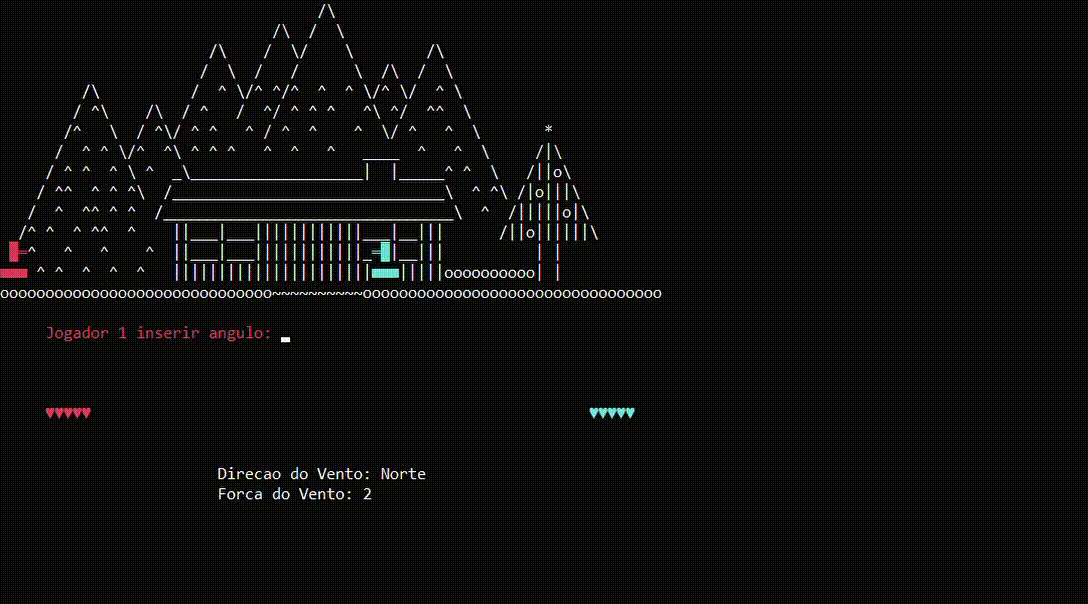 Jogador 1 inserir angulo:
Direcao do Vento: Norte
Forca do Vento: 2